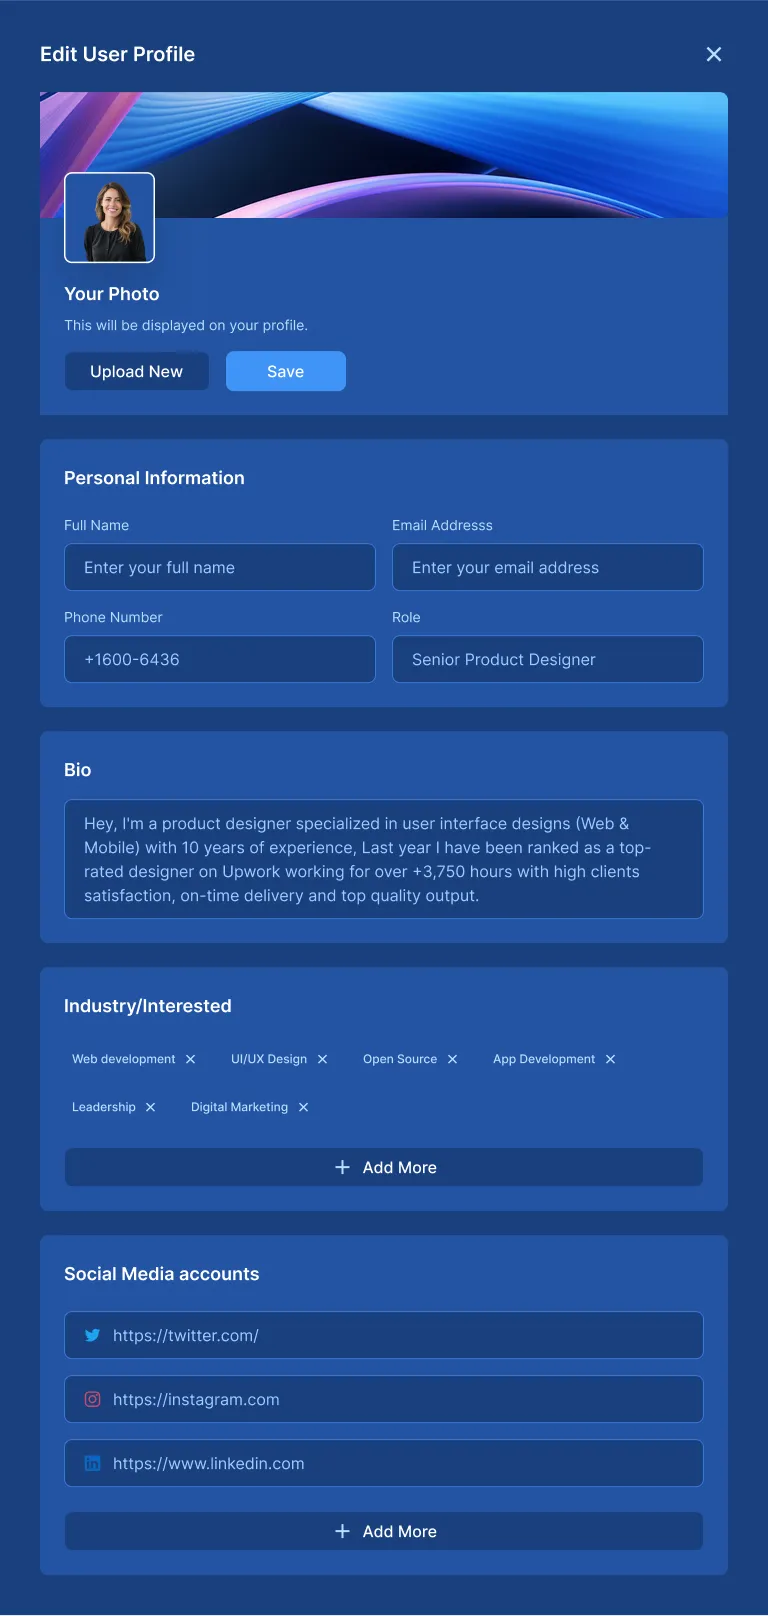 Edit User Profile
Your Photo
This will be displayed on your profile.
Upload New
Save
Personal Information
Full Name
Email Addresss
Enter your full name
Enter your email address
Phone Number
Role
+1600-6436
Senior Product Designer
Bio
Hey, I'm a product designer specialized in user interface designs (Web &
Mobile) with 10 years of experience, Last year I have been ranked as a top-
rated designer on Upwork working for over +3,750 hours with high clients
satisfaction, on-time delivery and top quality output.
Industry/Interested
Web development
UI/UX Design
Open Source
App Development
Leadership
Digital Marketing
Add More
Social Media accounts
https://twitter.com/
https://instagram.com
https://www.linkedin.com
Add More